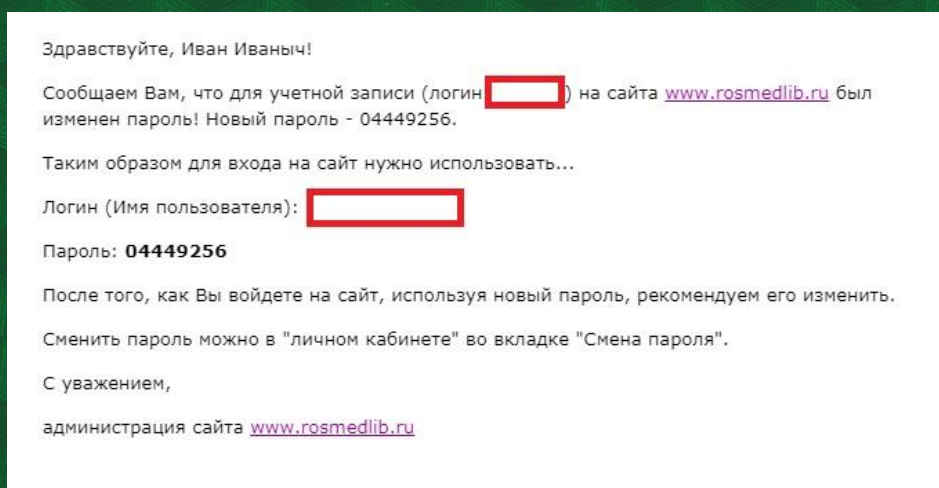 Здравствуйте, Иван Иваныч!
Сообщаем Вам, что для учетной записи (логин ) на сайта www.rosmedlib.ru был
изменен пароль! Новый пароль - 04449256.
Таким образом для входа на сайт нужно использовать...
Логин (Имя пользователя):
Пароль: 04449256
После того, как Вы войдете на сайт, используя новый пароль, рекомендуем его изменить.
Сменить пароль можно в "личном кабинете" во вкладке "Смена пароля".
С уважением,
администрация сайта www.rosmedlib.ru